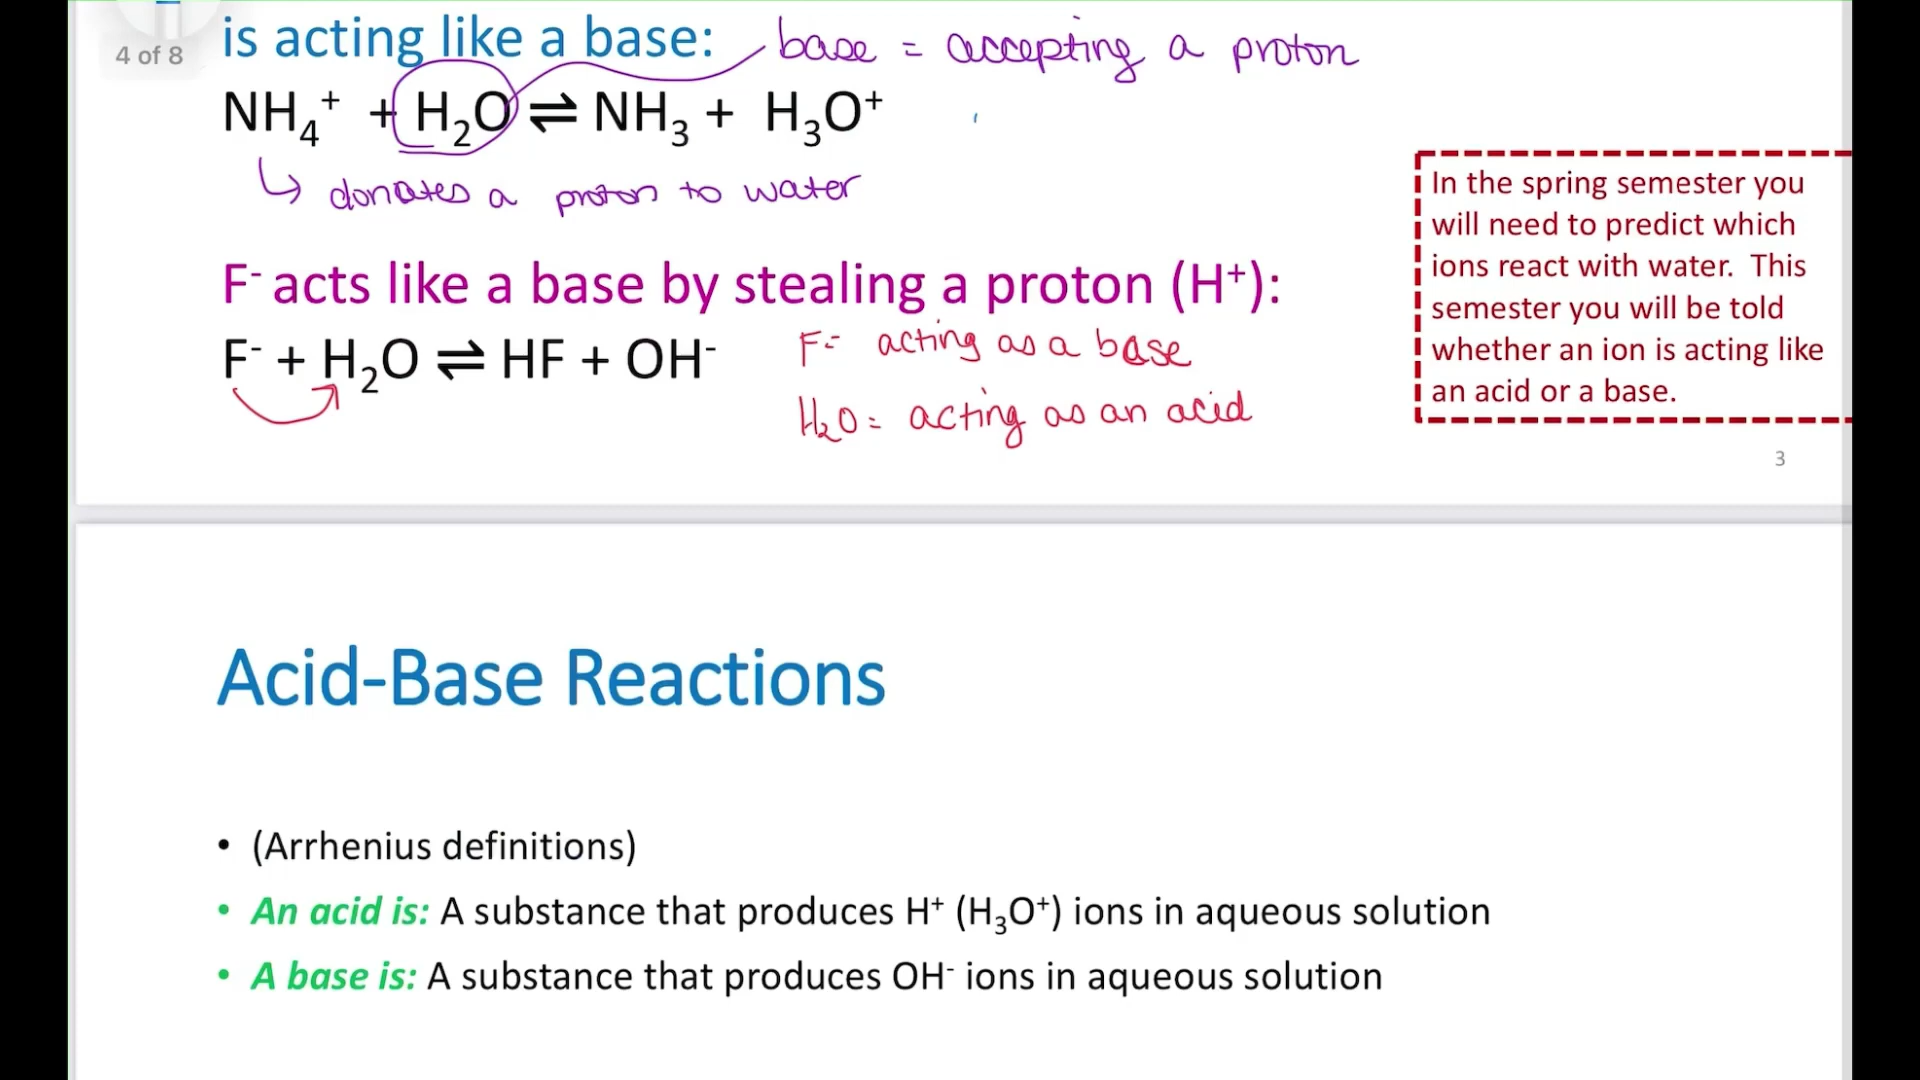 4 of 8
is acting like a base:
base = accepting a proton
NH₄⁺ + H₂O ⇌ NH₃ + H₃O⁺
↳ donates a proton to water
In the spring semester you
will need to predict which
ions react with water. This
semester you will be told
whether an ion is acting like
an acid or a base.
F⁻ acts like a base by stealing a proton (H⁺):
F⁻ + H₂O ⇌ HF + OH⁻
F⁻ = acting as a base
H₂O = acting as an acid
3
Acid-Base Reactions
• (Arrhenius definitions)
• An acid is: A substance that produces H⁺ (H₃O⁺) ions in aqueous solution
• A base is: A substance that produces OH⁻ ions in aqueous solution